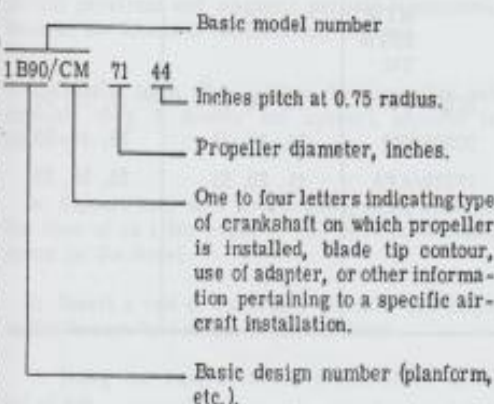 Basic model number
1B90/CM 71 44
Inches pitch at 0.75 radius.
Propeller diameter, inches.
One to four letters indicating type
of crankshaft on which propeller
is installed, blade tip contour,
use of adapter, or other informa-
tion pertaining to a specific air-
craft installation.
Basic design number (planform,
etc.).